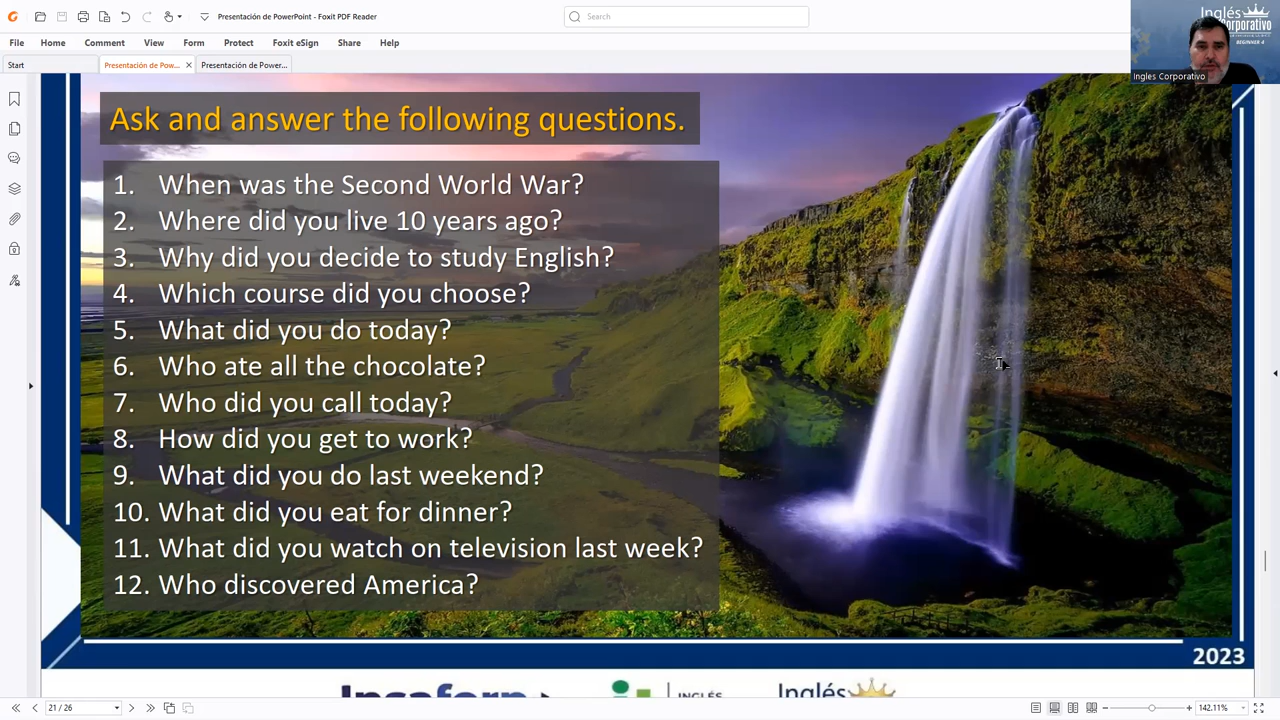 Presentación de PowerPoint - Foxit PDF Reader
Search
File Home Comment View Form Protect Foxit eSign Share Help
Start Presentación de Pow... Presentación de Power...
Inglés
Corporativo
BEGINNER 4
Ingles Corporativo
Ask and answer the following questions.
1. When was the Second World War?
2. Where did you live 10 years ago?
3. Why did you decide to study English?
4. Which course did you choose?
5. What did you do today?
6. Who ate all the chocolate?
7. Who did you call today?
8. How did you get to work?
9. What did you do last weekend?
10. What did you eat for dinner?
11. What did you watch on television last week?
12. Who discovered America?
2023
INGLÉS
Inglés
21 / 26
142.11%